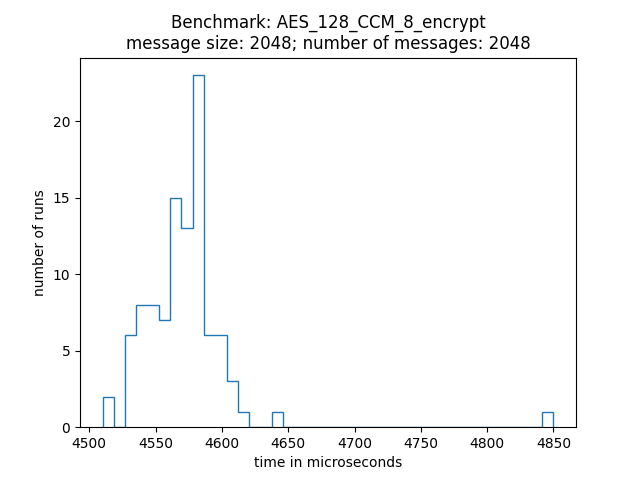 Benchmark: AES_128_CCM_8_encrypt
message size: 2048; number of messages: 2048
20
15
10
5
0
number of runs
4500 4550 4600 4650 4700 4750 4800 4850
time in microseconds